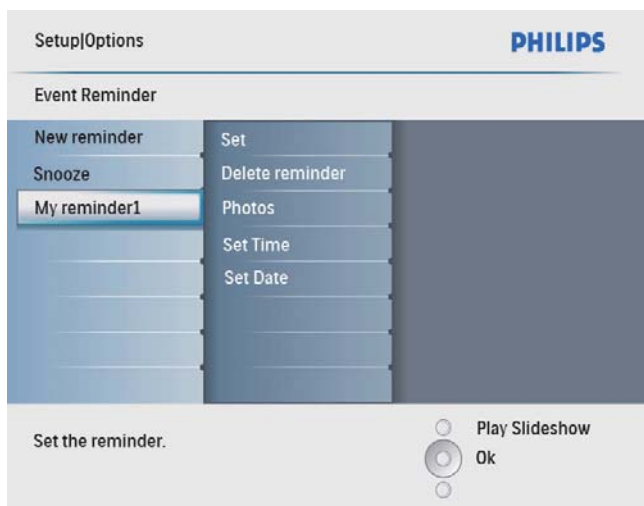 Setup|Options
PHILIPS
Event Reminder
New reminder
Snooze
My reminder1
Set
Delete reminder
Photos
Set Time
Set Date
Set the reminder.
Play Slideshow
Ok